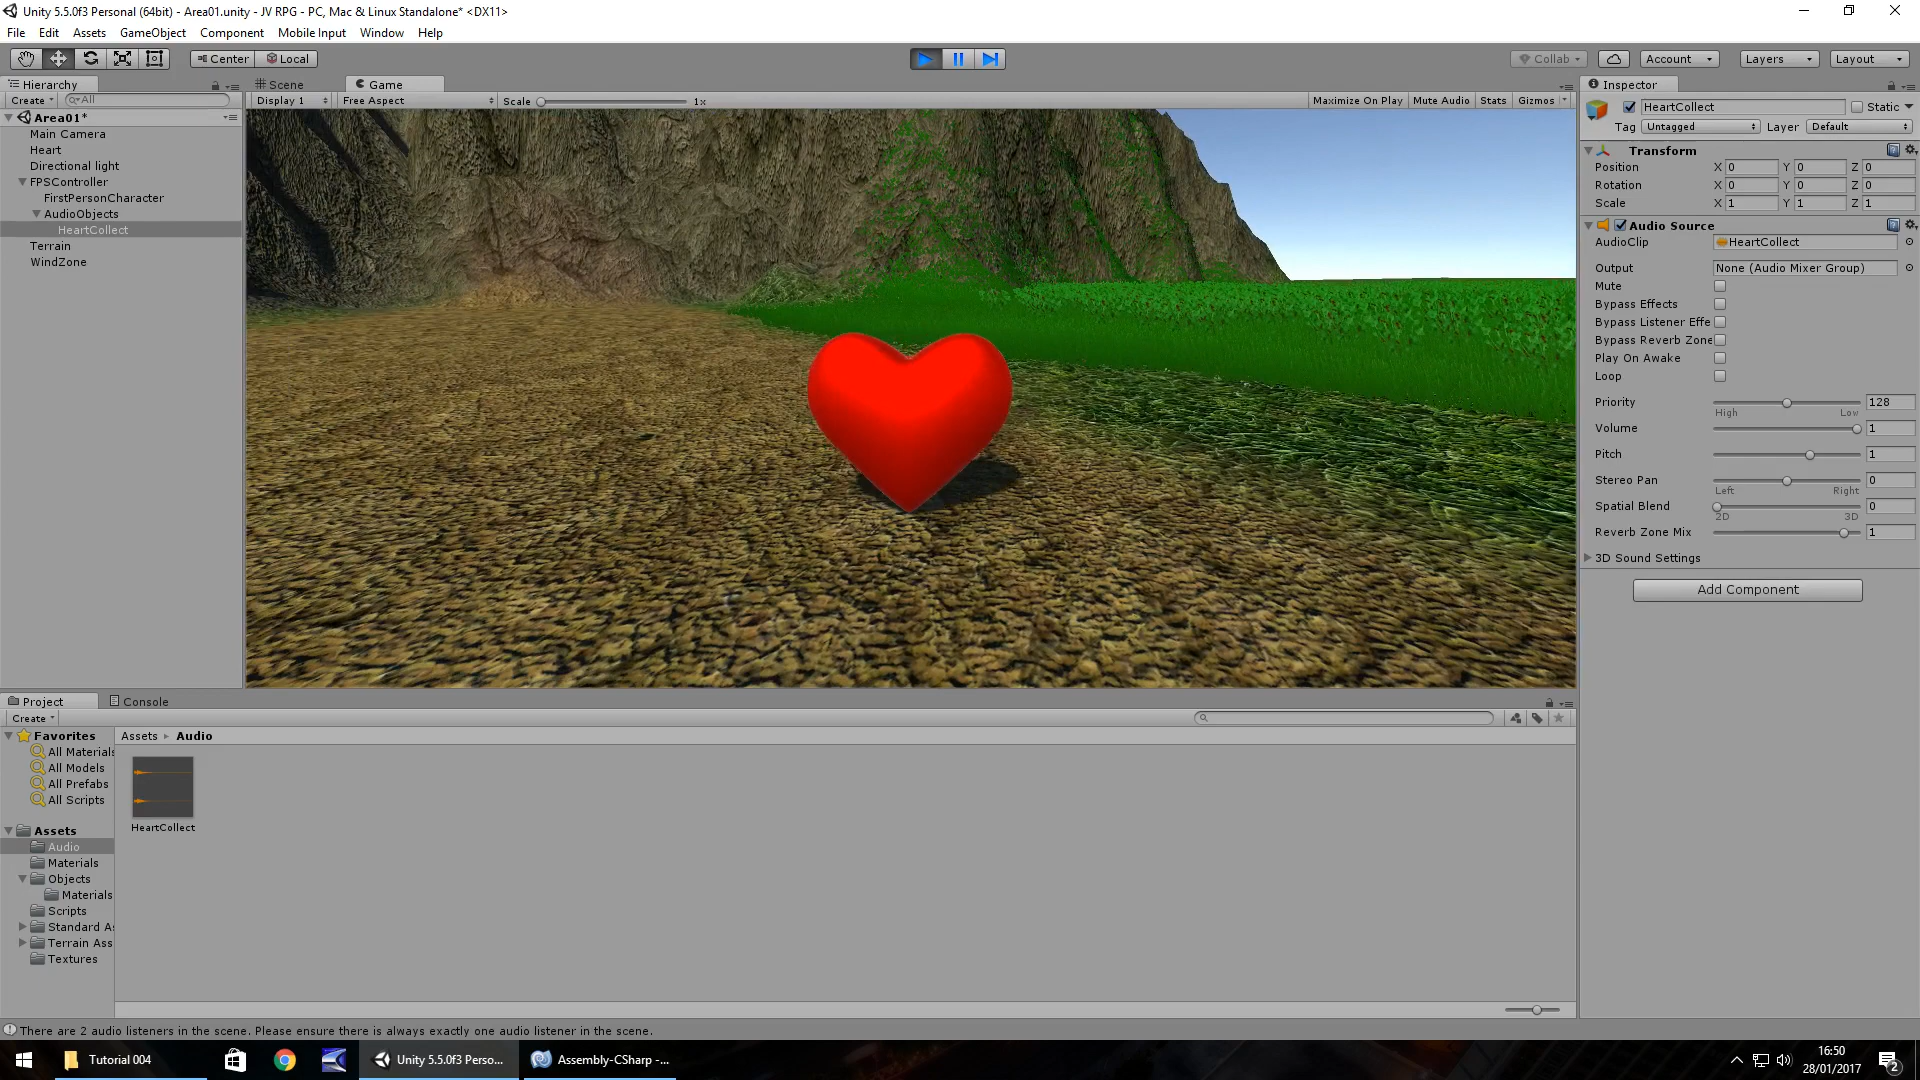 Unity 5.5.0f3 Personal (64bit) - Area01.unity - JV RPG - PC, Mac & Linux Standalone* <DX11>
File Edit Assets GameObject Component Mobile Input Window Help
Center Local Collab Account Layers Layout
Hierarchy
Create All
Area01*
Main Camera
Heart
Directional light
FPSController
FirstPersonCharacter
AudioObjects
HeartCollect
Terrain
WindZone
Scene Game
Display 1 Free Aspect Scale 1x Maximize On Play Mute Audio Stats Gizmos
Inspector
HeartCollect Static
Tag Untagged Layer Default
Transform
Position X 0 Y 0 Z 0
Rotation X 0 Y 0 Z 0
Scale X 1 Y 1 Z 1
Audio Source
AudioClip HeartCollect
Output None (Audio Mixer Group)
Mute
Bypass Effects
Bypass Listener Effe
Bypass Reverb Zone
Play On Awake
Loop
Priority 128
High Low
Volume 1
Pitch 1
Stereo Pan 0
Left Right
Spatial Blend 0
2D 3D
Reverb Zone Mix 1
3D Sound Settings
Add Component
Project Console
Create
Favorites
All Materials
All Models
All Prefabs
All Scripts
Assets
Audio
Materials
Objects
Materials
Scripts
Standard As
Terrain Ass
Textures
Assets Audio
HeartCollect
There are 2 audio listeners in the scene. Please ensure there is always exactly one audio listener in the scene.
Tutorial 004 Unity 5.5.0f3 Perso... Assembly-CSharp -...
16:50
28/01/2017
2